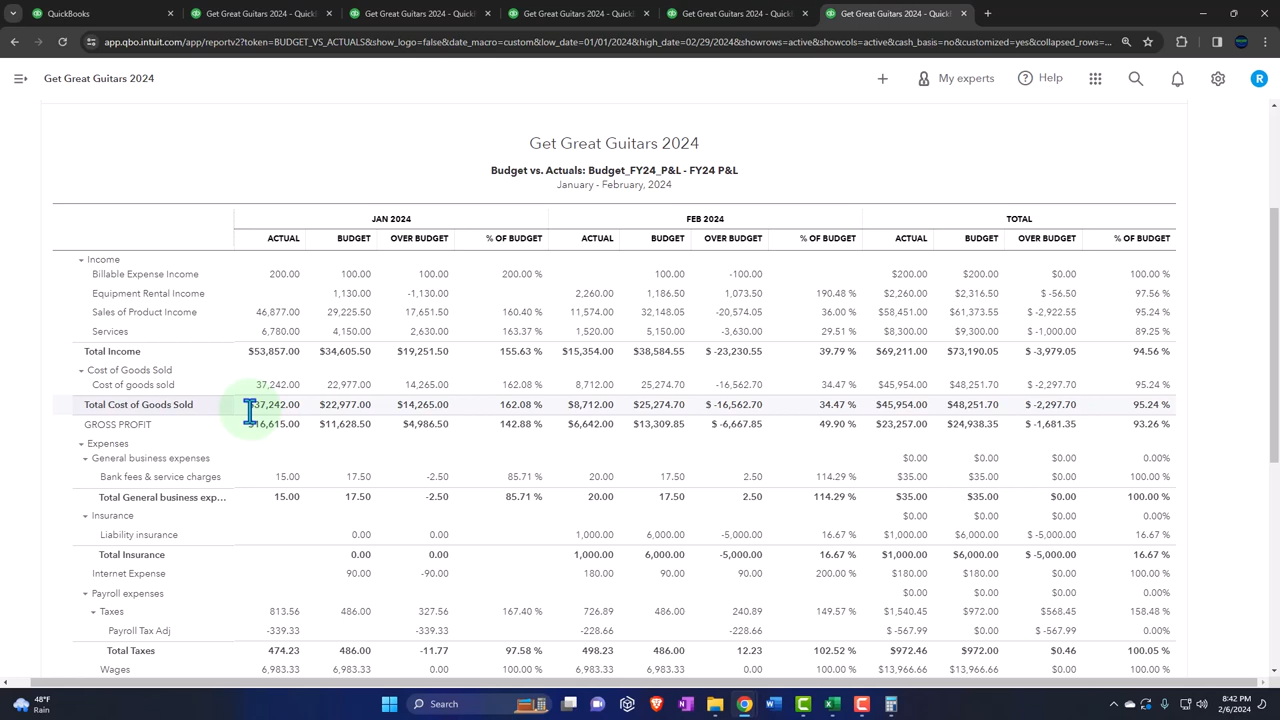 QuickBooks
Get Great Guitars 2024 - QuickB
Get Great Guitars 2024 - QuickB
Get Great Guitars 2024 - QuickB
Get Great Guitars 2024 - QuickB
Get Great Guitars 2024 - QuickB
app.qbo.intuit.com/app/reportv2?token=BUDGET_VS_ACTUALS&show_logo=false&date_macro=custom&low_date=01/01/2024&high_date=02/29/2024&showrows=active&showcols=active&cash_basis=no&customized=yes&collapsed_rows=...
Get Great Guitars 2024
My experts
Help
R
Get Great Guitars 2024
Budget vs. Actuals: Budget_FY24_P&L - FY24 P&L
January - February, 2024
JAN 2024 FEB 2024 TOTAL
ACTUAL BUDGET OVER BUDGET % OF BUDGET ACTUAL BUDGET OVER BUDGET % OF BUDGET ACTUAL BUDGET OVER BUDGET % OF BUDGET
Income
Billable Expense Income 200.00 100.00 100.00 200.00 % 100.00 -100.00 $200.00 $200.00 $0.00 100.00 %
Equipment Rental Income 1,130.00 -1,130.00 2,260.00 1,186.50 1,073.50 190.48 % $2,260.00 $2,316.50 $ -56.50 97.56 %
Sales of Product Income 46,877.00 29,225.50 17,651.50 160.40 % 11,574.00 32,148.05 -20,574.05 36.00 % $58,451.00 $61,373.55 $ -2,922.55 95.24 %
Services 6,780.00 4,150.00 2,630.00 163.37 % 1,520.00 5,150.00 -3,630.00 29.51 % $8,300.00 $9,300.00 $ -1,000.00 89.25 %
Total Income $53,857.00 $34,605.50 $19,251.50 155.63 % $15,354.00 $38,584.55 $ -23,230.55 39.79 % $69,211.00 $73,190.05 $ -3,979.05 94.56 %
Cost of Goods Sold
Cost of goods sold 37,242.00 22,977.00 14,265.00 162.08 % 8,712.00 25,274.70 -16,562.70 34.47 % $45,954.00 $48,251.70 $ -2,297.70 95.24 %
Total Cost of Goods Sold $37,242.00 $22,977.00 $14,265.00 162.08 % $8,712.00 $25,274.70 $ -16,562.70 34.47 % $45,954.00 $48,251.70 $ -2,297.70 95.24 %
GROSS PROFIT $16,615.00 $11,628.50 $4,986.50 142.88 % $6,642.00 $13,309.85 $ -6,667.85 49.90 % $23,257.00 $24,938.35 $ -1,681.35 93.26 %
Expenses
General business expenses $0.00 $0.00 $0.00 0.00%
Bank fees & service charges 15.00 17.50 -2.50 85.71 % 20.00 17.50 2.50 114.29 % $35.00 $35.00 $0.00 100.00 %
Total General business exp... 15.00 17.50 -2.50 85.71 % 20.00 17.50 2.50 114.29 % $35.00 $35.00 $0.00 100.00 %
Insurance $0.00 $0.00 $0.00 0.00%
Liability insurance 0.00 0.00 1,000.00 6,000.00 -5,000.00 16.67 % $1,000.00 $6,000.00 $ -5,000.00 16.67 %
Total Insurance 0.00 0.00 1,000.00 6,000.00 -5,000.00 16.67 % $1,000.00 $6,000.00 $ -5,000.00 16.67 %
Internet Expense 90.00 -90.00 180.00 90.00 90.00 200.00 % $180.00 $180.00 $0.00 100.00 %
Payroll expenses $0.00 $0.00 $0.00 0.00%
Taxes 813.56 486.00 327.56 167.40 % 726.89 486.00 240.89 149.57 % $1,540.45 $972.00 $568.45 158.48 %
Payroll Tax Adj -339.33 -339.33 -228.66 -228.66 $ -567.99 $0.00 $ -567.99 0.00%
Total Taxes 474.23 486.00 -11.77 97.58 % 498.23 486.00 12.23 102.52 % $972.46 $972.00 $0.46 100.05 %
Wages 6,983.33 6,983.33 0.00 100.00 % 6,983.33 6,983.33 0.00 100.00 % $13,966.66 $13,966.66 $0.00 100.00 %
48°F
Rain
Search
8:42 PM
2/6/2024